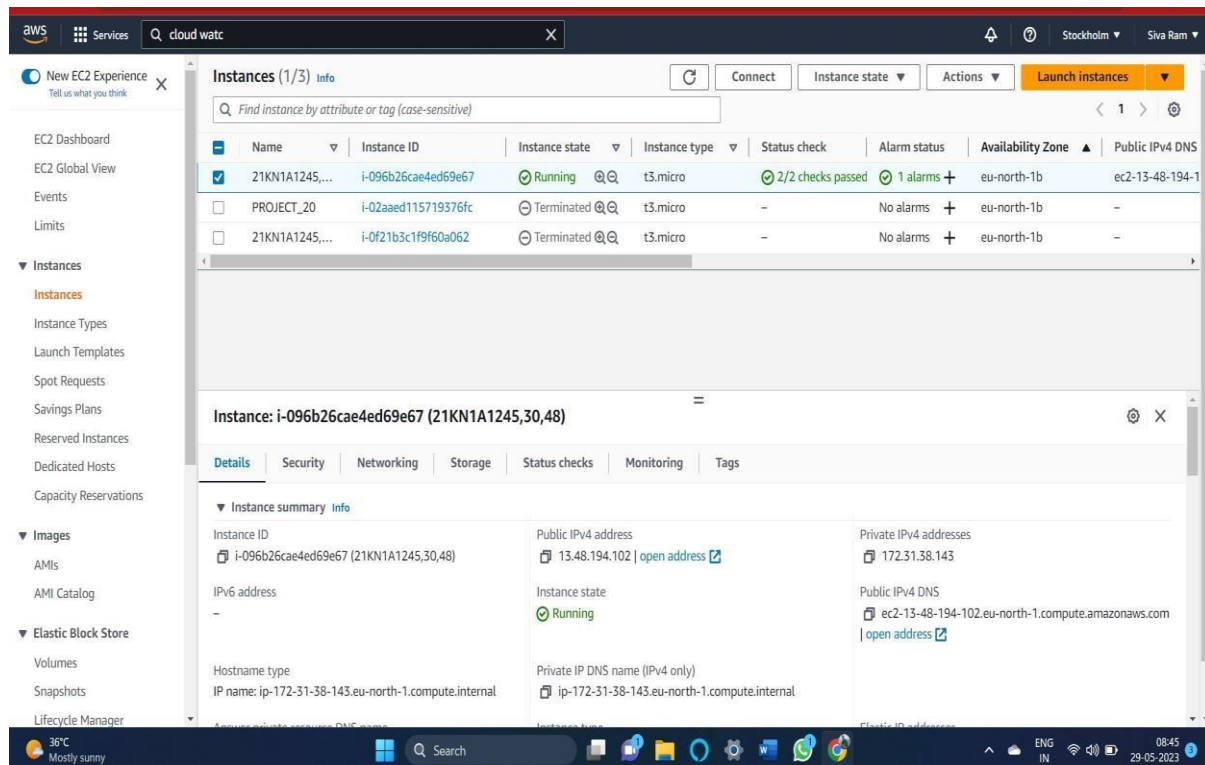 aws Services cloud watc X Stockholm ▼ Siva Ram ▼
New EC2 Experience X
Tell us what you think
EC2 Dashboard
EC2 Global View
Events
Limits
▼ Instances
Instances
Instance Types
Launch Templates
Spot Requests
Savings Plans
Reserved Instances
Dedicated Hosts
Capacity Reservations
▼ Images
AMIs
AMI Catalog
▼ Elastic Block Store
Volumes
Snapshots
Lifecycle Manager
Instances (1/3) Info Connect Instance state ▼ Actions ▼ Launch instances ▼
Find instance by attribute or tag (case-sensitive) < 1 >
Name Instance ID Instance state Instance type Status check Alarm status Availability Zone ▲ Public IPv4 DNS
21KN1A1245,... i-096b26cae4ed69e67 Running t3.micro 2/2 checks passed 1 alarms + eu-north-1b ec2-13-48-194-1
PROJECT_20 i-02aaed115719376fc Terminated t3.micro – No alarms + eu-north-1b –
21KN1A1245,... i-0f21b3c1f9f60a062 Terminated t3.micro – No alarms + eu-north-1b –
Instance: i-096b26cae4ed69e67 (21KN1A1245,30,48)
Details Security Networking Storage Status checks Monitoring Tags
▼ Instance summary Info
Instance ID Public IPv4 address Private IPv4 addresses
i-096b26cae4ed69e67 (21KN1A1245,30,48) 13.48.194.102 | open address 172.31.38.143
IPv6 address Instance state Public IPv4 DNS
– Running ec2-13-48-194-102.eu-north-1.compute.amazonaws.com
| open address
Hostname type Private IP DNS name (IPv4 only)
IP name: ip-172-31-38-143.eu-north-1.compute.internal ip-172-31-38-143.eu-north-1.compute.internal
Answer private resource DNS name Instance type Elastic IP addresses
36°C
Mostly sunny
Search
ENG
IN
08:45
29-05-2023
3